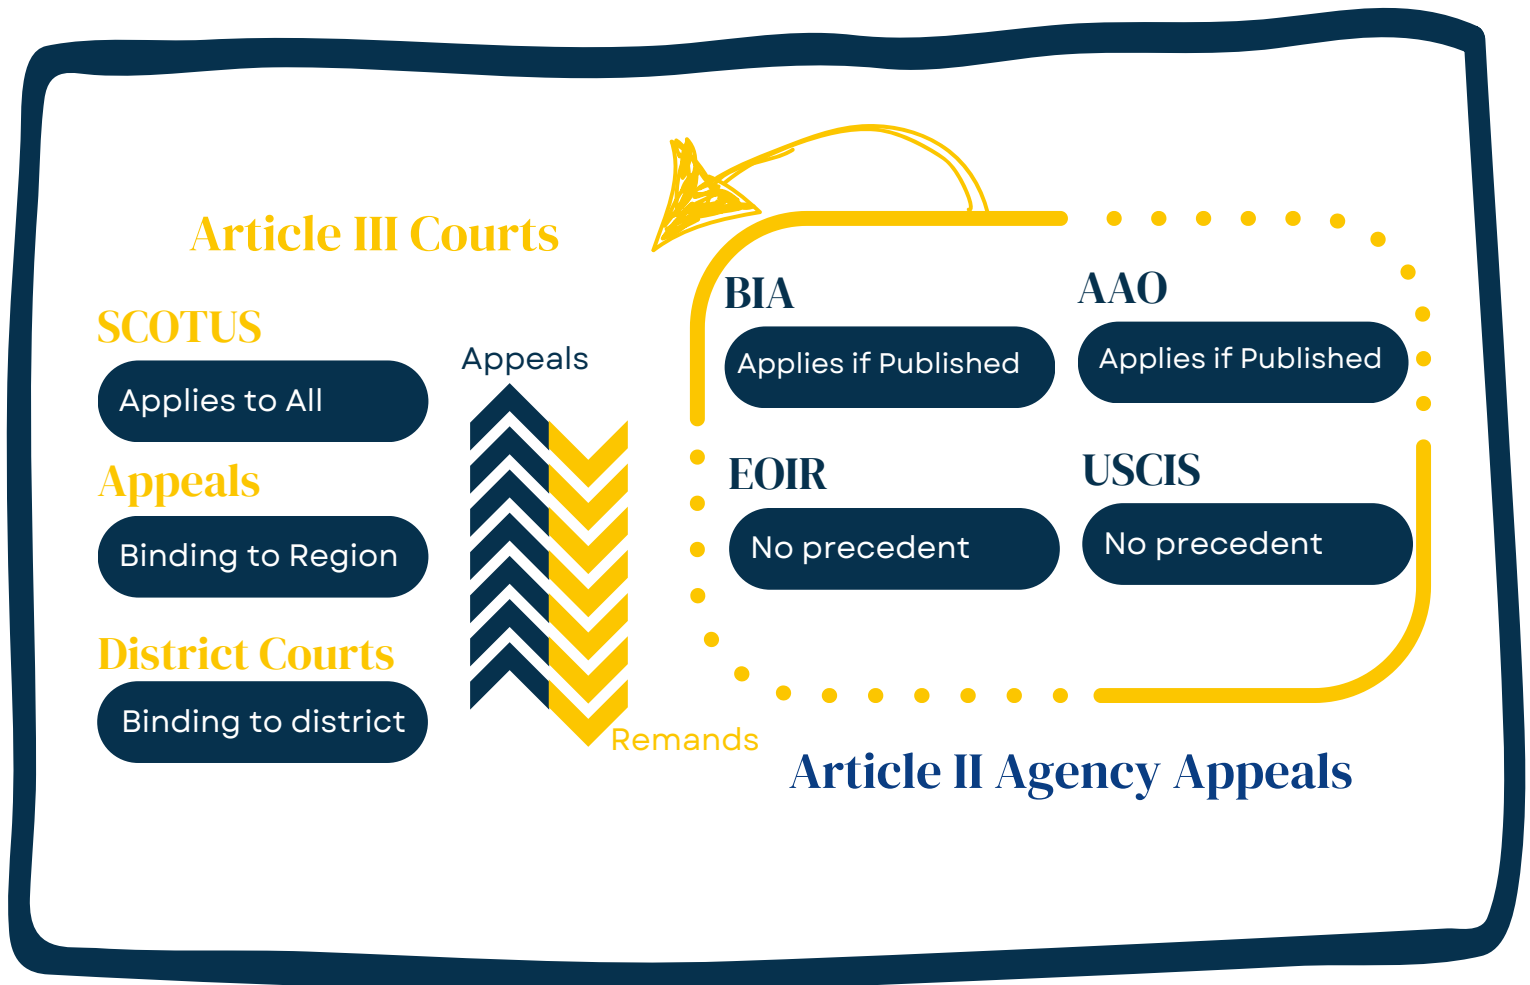 Article III Courts
SCOTUS
Applies to All
Appeals
Binding to Region
District Courts
Binding to district
Appeals
Remands
BIA
Applies if Published
AAO
Applies if Published
EOIR
No precedent
USCIS
No precedent
Article II Agency Appeals